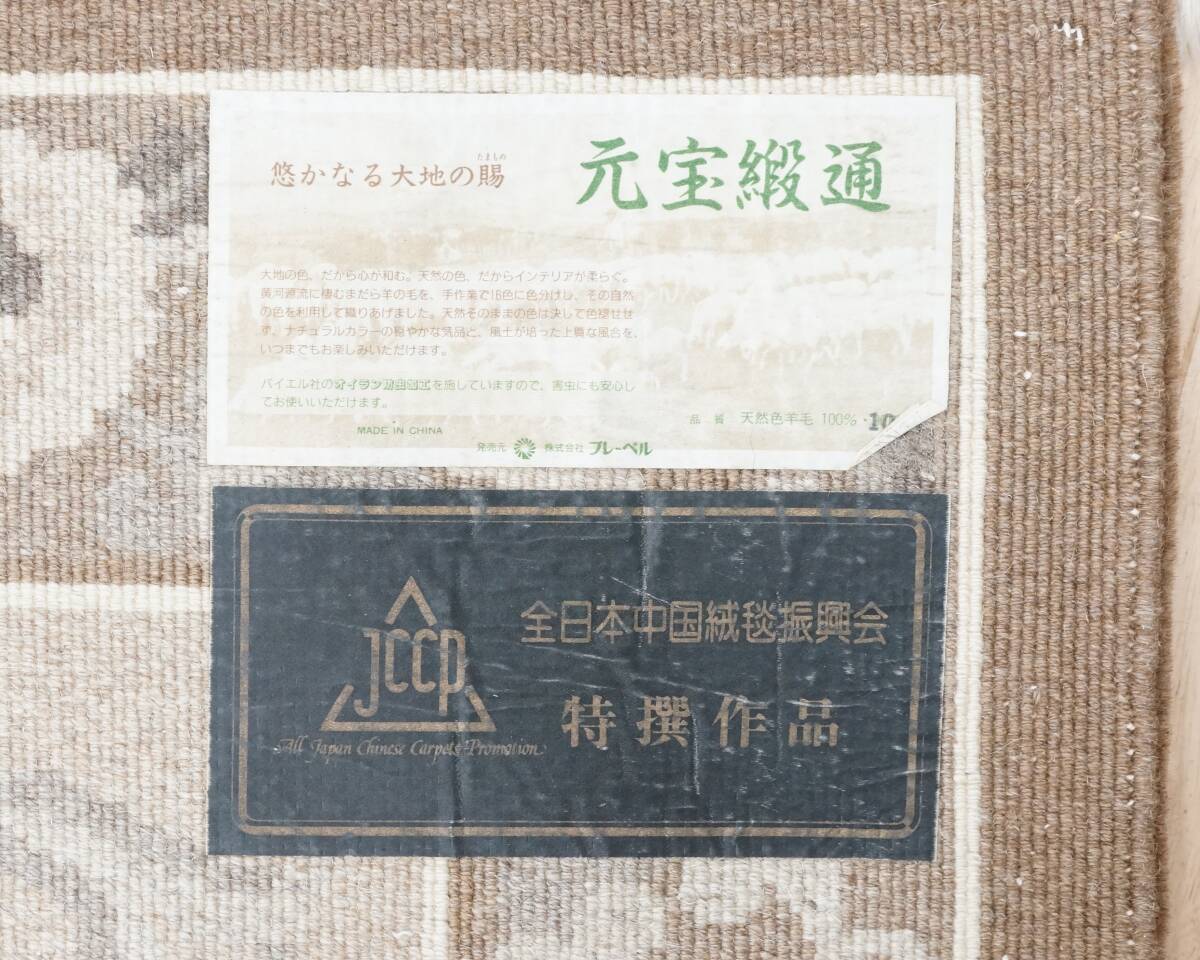 悠かなる大地の賜
たまもの
元宝緞通
大地の色、だから心が和む。天然の色、だからインテリアが柔らぐ。
黄河源流に棲むまだら羊の毛を、手作業で16色に色分けし、その自然
の色を利用して織りあげました。天然そのままの色は決して色褪せせ
ず、ナチュラルカラーの穏やかな気品と、風土が培った上質な風合を、
いつまでもお楽しみいただけます。
バイエル社のオイラン防虫加工を施していますので、害虫にも安心し
てお使いいただけます。
品 質 天然色羊毛 100%・10
MADE IN CHINA
発売元 株式会社 プレーベル
JCCP
All Japan Chinese Carpets Promotion
全日本中国絨毯振興会
特撰作品